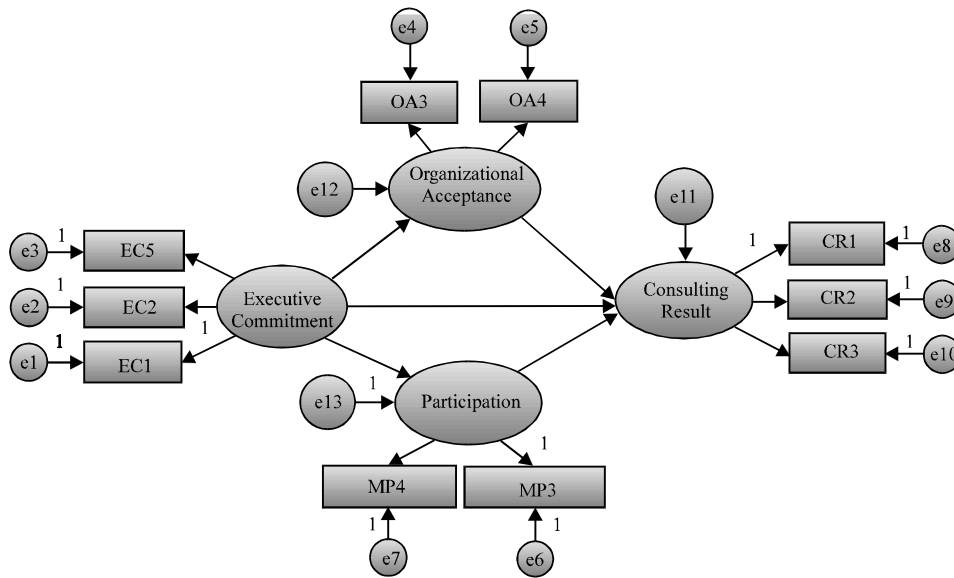 e4
e5
OA3
OA4
Organizational
Acceptance
e12
e11
e3
1
EC5
1
CR1
1
e8
e2
1
EC2
Executive
Commitment
Consulting
Result
CR2
1
e9
e1
1
EC1
1
CR3
1
e10
e13
1
Participation
1
MP4
MP3
1
1
e7
e6